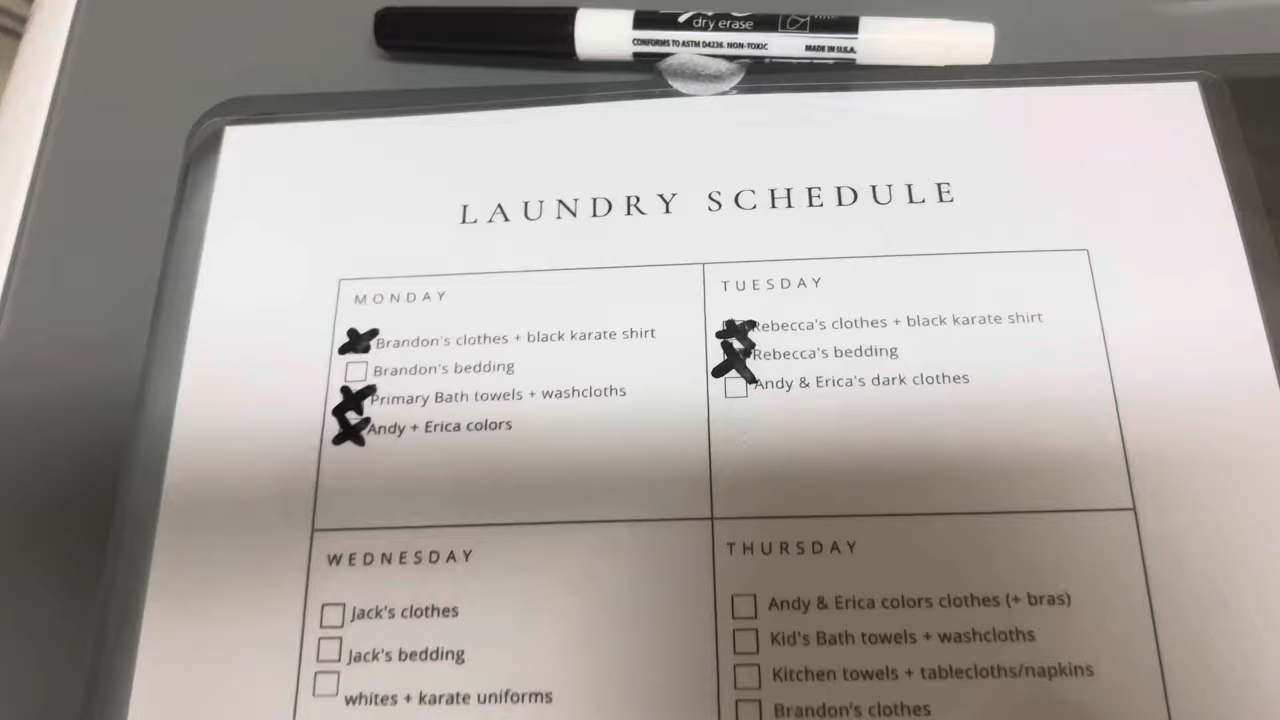 dry erase
CONFORMS TO ASTM D4236. NON-TOXIC
MADE IN U.S.A.
LAUNDRY SCHEDULE
MONDAY
Brandon's clothes + black karate shirt
Brandon's bedding
Primary Bath towels + washcloths
Andy + Erica colors
TUESDAY
Rebecca's clothes + black karate shirt
Rebecca's bedding
Andy & Erica's dark clothes
WEDNESDAY
Jack's clothes
Jack's bedding
whites + karate uniforms
THURSDAY
Andy & Erica colors clothes (+ bras)
Kid's Bath towels + washcloths
Kitchen towels + tablecloths/napkins
Brandon's clothes